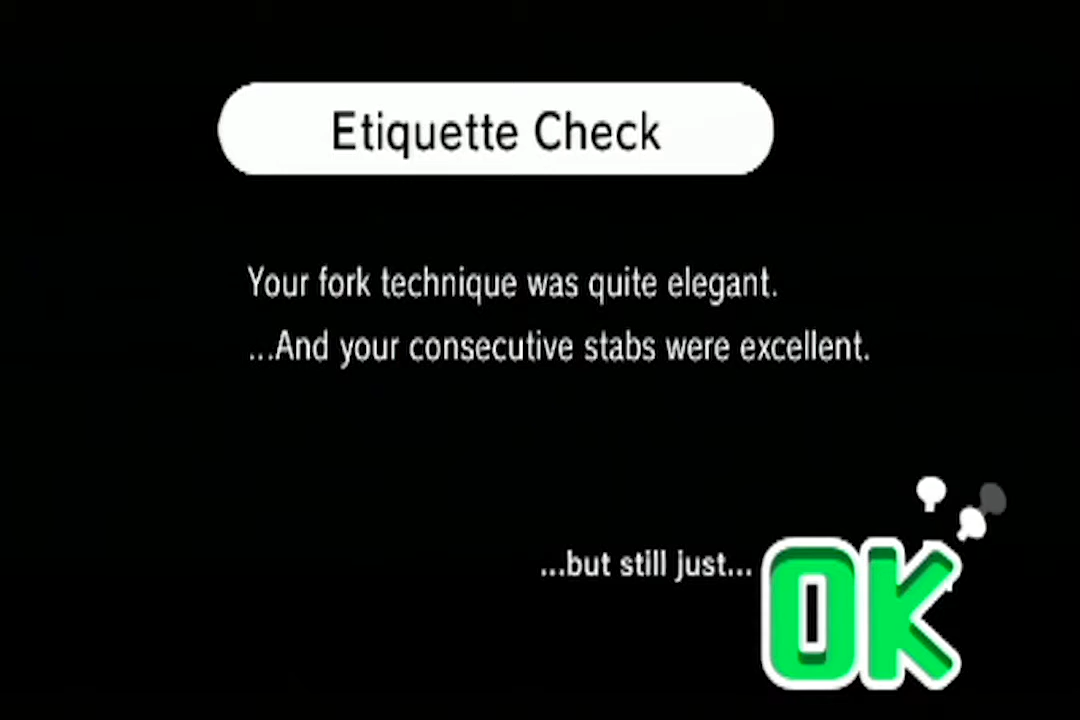 Etiquette Check
Your fork technique was quite elegant.
...And your consecutive stabs were excellent.
...but still just...
OK